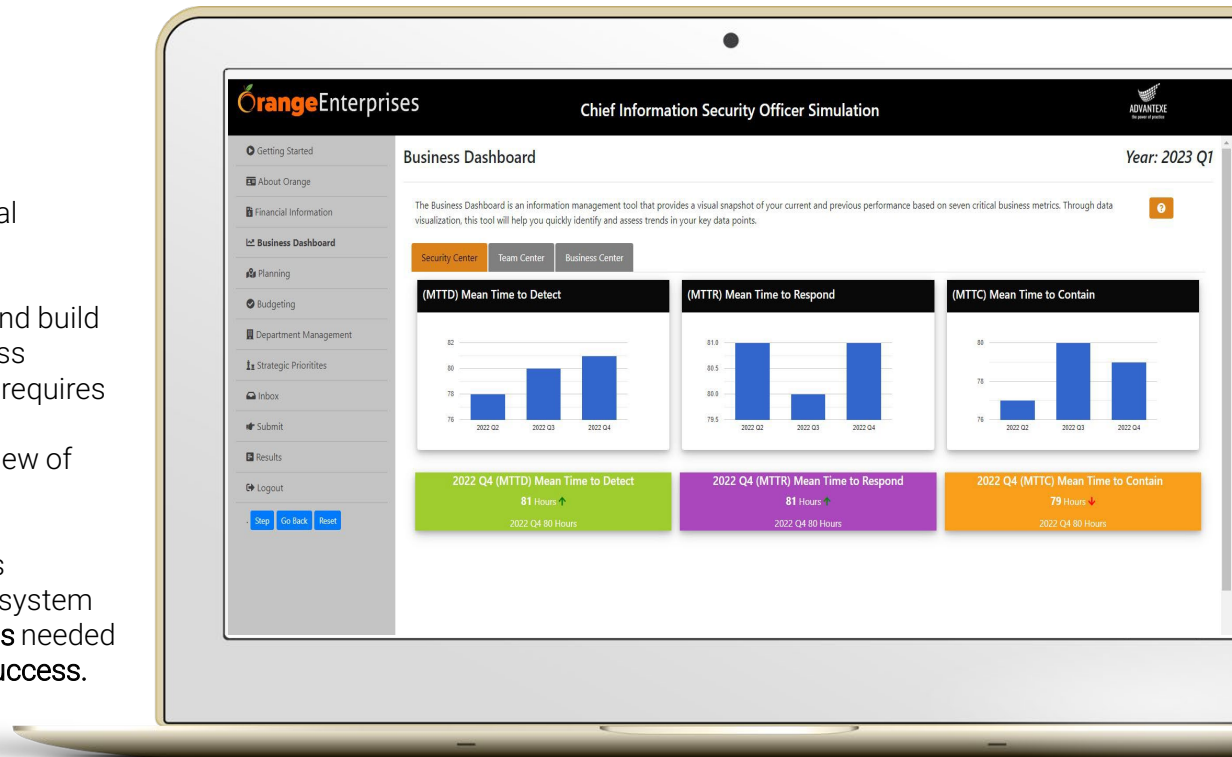 al
nd build
ss
requires
ew of
s
system
s needed
uccess.
OrangeEnterprises
Chief Information Security Officer Simulation
ADVANTEXE
the power of practice
Getting Started
About Orange
Financial Information
Business Dashboard
Planning
Budgeting
Department Management
Strategic Prioritites
Inbox
Submit
Results
Logout
. Step Go Back Reset
Business Dashboard
Year: 2023 Q1
The Business Dashboard is an information management tool that provides a visual snapshot of your current and previous performance based on seven critical business metrics. Through data
visualization, this tool will help you quickly identify and assess trends in your key data points.
?
Security Center Team Center Business Center
(MTTD) Mean Time to Detect
82
80
78
76
2022 Q2 2022 Q3 2022 Q4
(MTTR) Mean Time to Respond
81.0
80.5
80.0
79.5
2022 Q2 2022 Q3 2022 Q4
(MTTC) Mean Time to Contain
80
78
76
2022 Q2 2022 Q3 2022 Q4
2022 Q4 (MTTD) Mean Time to Detect
81 Hours ↑
2022 Q4 80 Hours
2022 Q4 (MTTR) Mean Time to Respond
81 Hours ↑
2022 Q4 80 Hours
2022 Q4 (MTTC) Mean Time to Contain
79 Hours ↓
2022 Q4 80 Hours